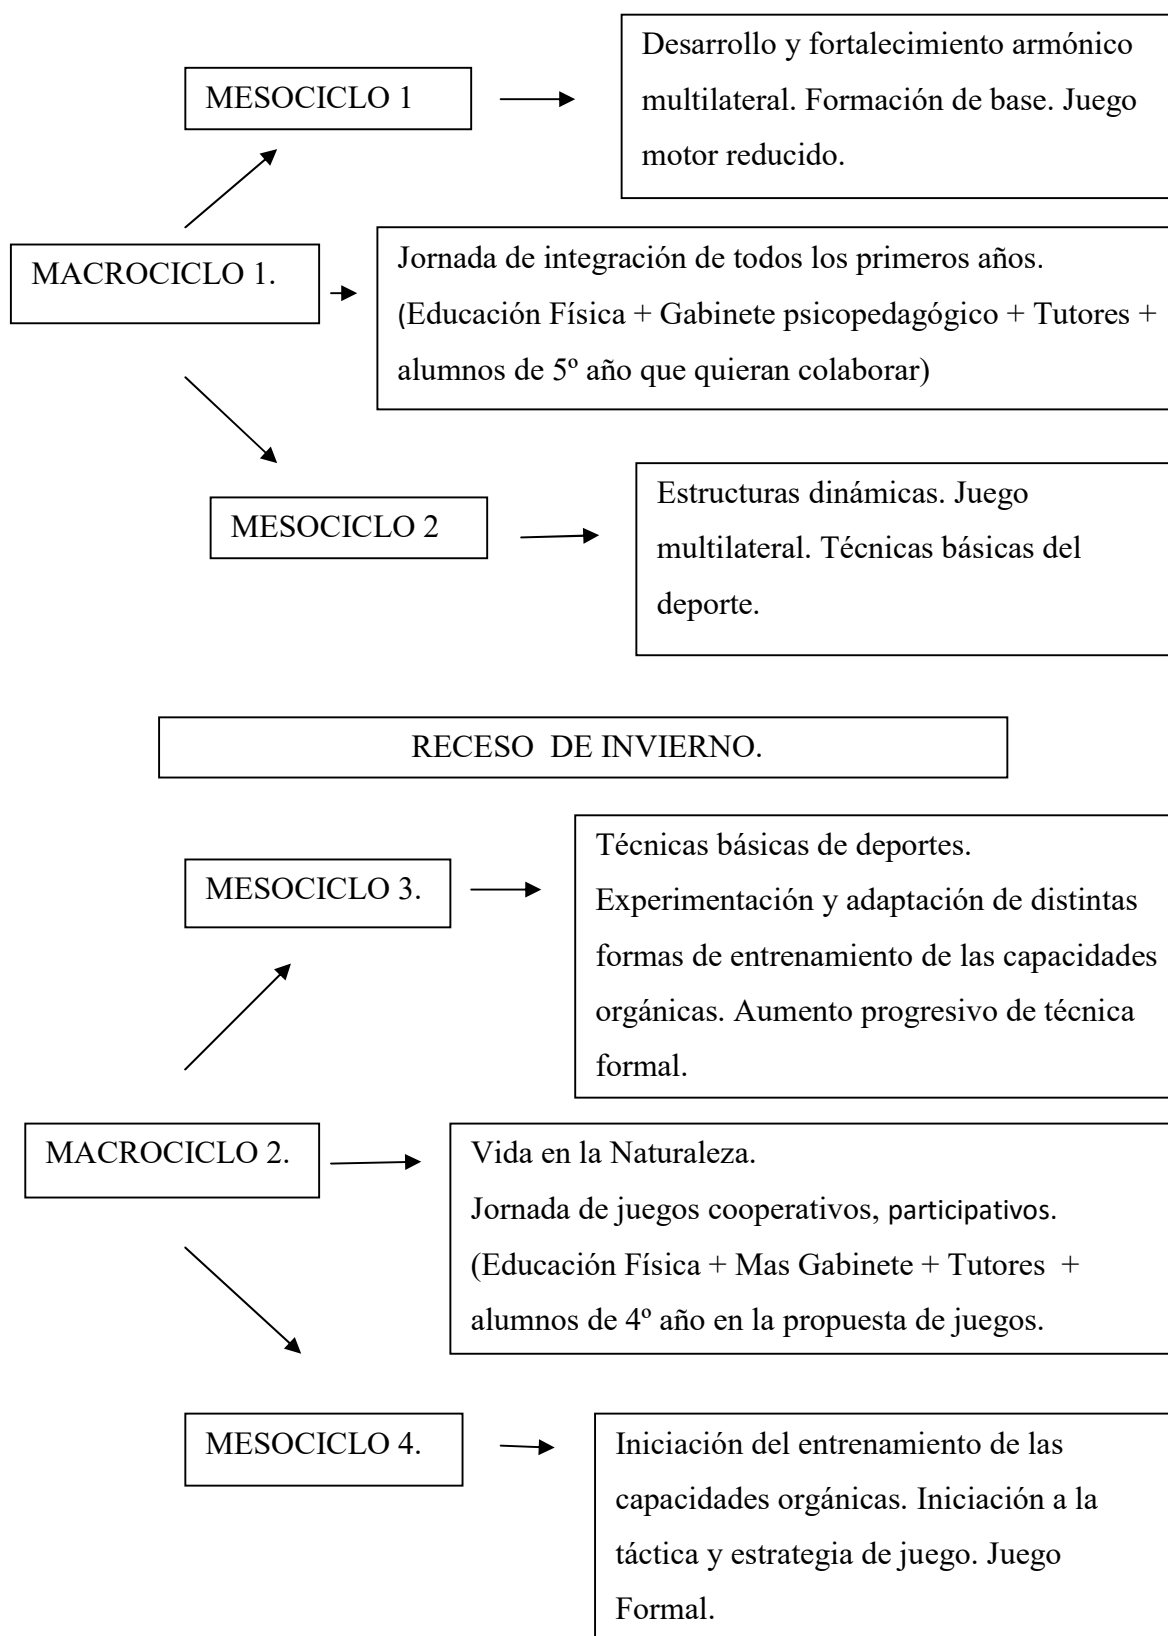 MESOCICLO 1
Desarrollo y fortalecimiento armónico
multilateral. Formación de base. Juego
motor reducido.
MACROCICLO 1.
Jornada de integración de todos los primeros años.
(Educación Física + Gabinete psicopedagógico + Tutores +
alumnos de 5º año que quieran colaborar)
MESOCICLO 2
Estructuras dinámicas. Juego
multilateral. Técnicas básicas del
deporte.
RECESO DE INVIERNO.
MESOCICLO 3.
Técnicas básicas de deportes.
Experimentación y adaptación de distintas
formas de entrenamiento de las capacidades
orgánicas. Aumento progresivo de técnica
formal.
MACROCICLO 2.
Vida en la Naturaleza.
Jornada de juegos cooperativos, participativos.
(Educación Física + Mas Gabinete + Tutores +
alumnos de 4º año en la propuesta de juegos.
MESOCICLO 4.
Iniciación del entrenamiento de las
capacidades orgánicas. Iniciación a la
táctica y estrategia de juego. Juego
Formal.